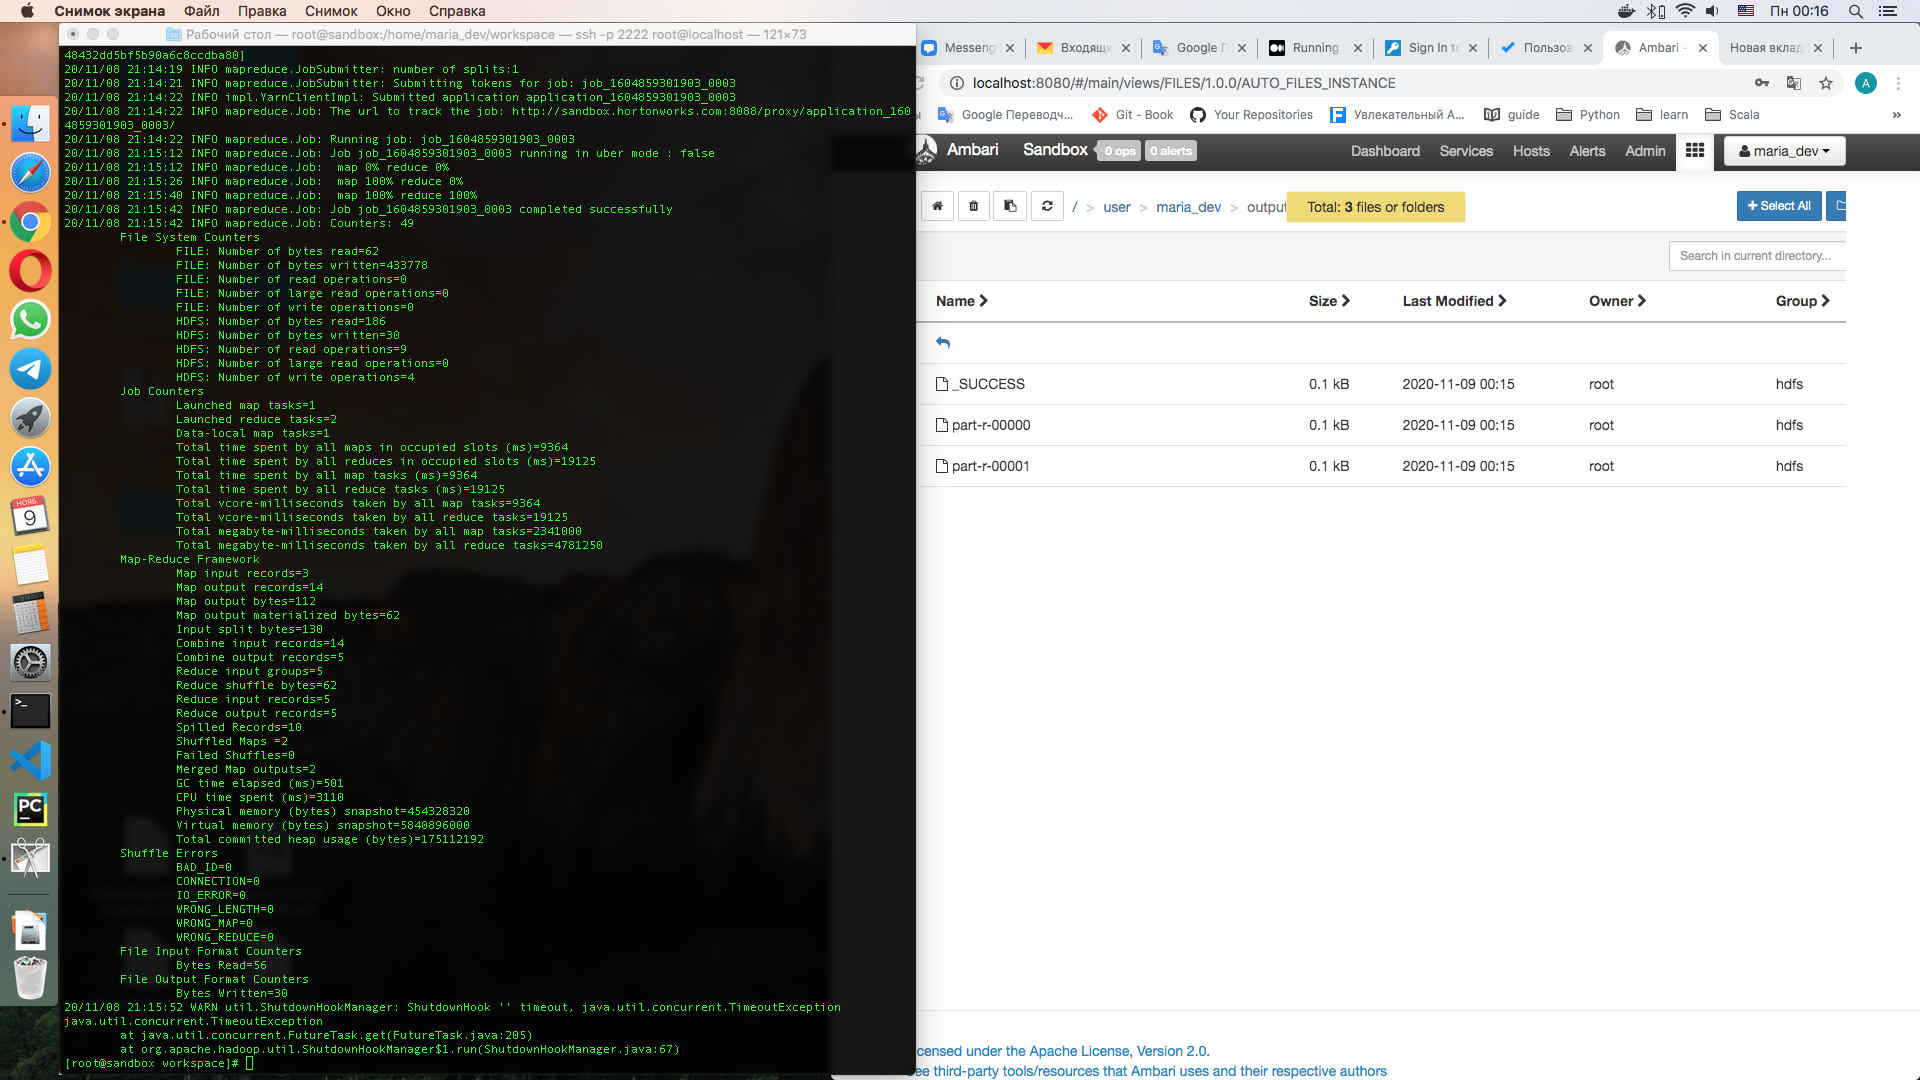 Снимок экрана Файл Правка Снимок Окно Справка
Пн 00:16
Рабочий стол — root@sandbox:/home/maria_dev/workspace — ssh -p 2222 root@localhost — 121×73
48432dd5bf5b90a6c8ccdba80]
20/11/08 21:14:19 INFO mapreduce.JobSubmitter: number of splits:1
20/11/08 21:14:21 INFO mapreduce.JobSubmitter: Submitting tokens for job: job_1604859301903_0003
20/11/08 21:14:22 INFO impl.YarnClientImpl: Submitted application application_1604859301903_0003
20/11/08 21:14:22 INFO mapreduce.Job: The url to track the job: http://sandbox.hortonworks.com:8088/proxy/application_160
4859301903_0003/
20/11/08 21:14:22 INFO mapreduce.Job: Running job: job_1604859301903_0003
20/11/08 21:15:12 INFO mapreduce.Job: Job job_1604859301903_0003 running in uber mode : false
20/11/08 21:15:12 INFO mapreduce.Job:  map 0% reduce 0%
20/11/08 21:15:26 INFO mapreduce.Job:  map 100% reduce 0%
20/11/08 21:15:40 INFO mapreduce.Job:  map 100% reduce 100%
20/11/08 21:15:42 INFO mapreduce.Job: Job job_1604859301903_0003 completed successfully
20/11/08 21:15:42 INFO mapreduce.Job: Counters: 49
File System Counters
FILE: Number of bytes read=62
FILE: Number of bytes written=433778
FILE: Number of read operations=0
FILE: Number of large read operations=0
FILE: Number of write operations=0
HDFS: Number of bytes read=186
HDFS: Number of bytes written=30
HDFS: Number of read operations=9
HDFS: Number of large read operations=0
HDFS: Number of write operations=4
Job Counters
Launched map tasks=1
Launched reduce tasks=2
Data-local map tasks=1
Total time spent by all maps in occupied slots (ms)=9364
Total time spent by all reduces in occupied slots (ms)=19125
Total time spent by all map tasks (ms)=9364
Total time spent by all reduce tasks (ms)=19125
Total vcore-milliseconds taken by all map tasks=9364
Total vcore-milliseconds taken by all reduce tasks=19125
Total megabyte-milliseconds taken by all map tasks=2341000
Total megabyte-milliseconds taken by all reduce tasks=4781250
Map-Reduce Framework
Map input records=3
Map output records=14
Map output bytes=112
Map output materialized bytes=62
Input split bytes=130
Combine input records=14
Combine output records=5
Reduce input groups=5
Reduce shuffle bytes=62
Reduce input records=5
Reduce output records=5
Spilled Records=10
Shuffled Maps =2
Failed Shuffles=0
Merged Map outputs=2
GC time elapsed (ms)=501
CPU time spent (ms)=3110
Physical memory (bytes) snapshot=454328320
Virtual memory (bytes) snapshot=5840896000
Total committed heap usage (bytes)=175112192
Shuffle Errors
BAD_ID=0
CONNECTION=0
IO_ERROR=0
WRONG_LENGTH=0
WRONG_MAP=0
WRONG_REDUCE=0
File Input Format Counters
Bytes Read=56
File Output Format Counters
Bytes Written=30
20/11/08 21:15:52 WARN util.ShutdownHookManager: ShutdownHook '' timeout, java.util.concurrent.TimeoutException
java.util.concurrent.TimeoutException
at java.util.concurrent.FutureTask.get(FutureTask.java:205)
at org.apache.hadoop.util.ShutdownHookManager$1.run(ShutdownHookManager.java:67)
[root@sandbox workspace]#
Messeng Входящи Google П Running Sign In to Пользов Ambari - Новая вклад
localhost:8080/#/main/views/FILES/1.0.0/AUTO_FILES_INSTANCE
A
Google Переводч... Git - Book Your Repositories Увлекательный А... guide Python learn Scala »
Ambari Sandbox 0 ops 0 alerts Dashboard Services Hosts Alerts Admin maria_dev
/ > user > maria_dev > output
Total: 3 files or folders
+ Select All
Search in current directory...
Name Size Last Modified Owner Group
_SUCCESS 0.1 kB 2020-11-09 00:15 root hdfs
part-r-00000 0.1 kB 2020-11-09 00:15 root hdfs
part-r-00001 0.1 kB 2020-11-09 00:15 root hdfs
censed under the Apache License, Version 2.0.
ee third-party tools/resources that Ambari uses and their respective authors
НОЯБ.
9
PC